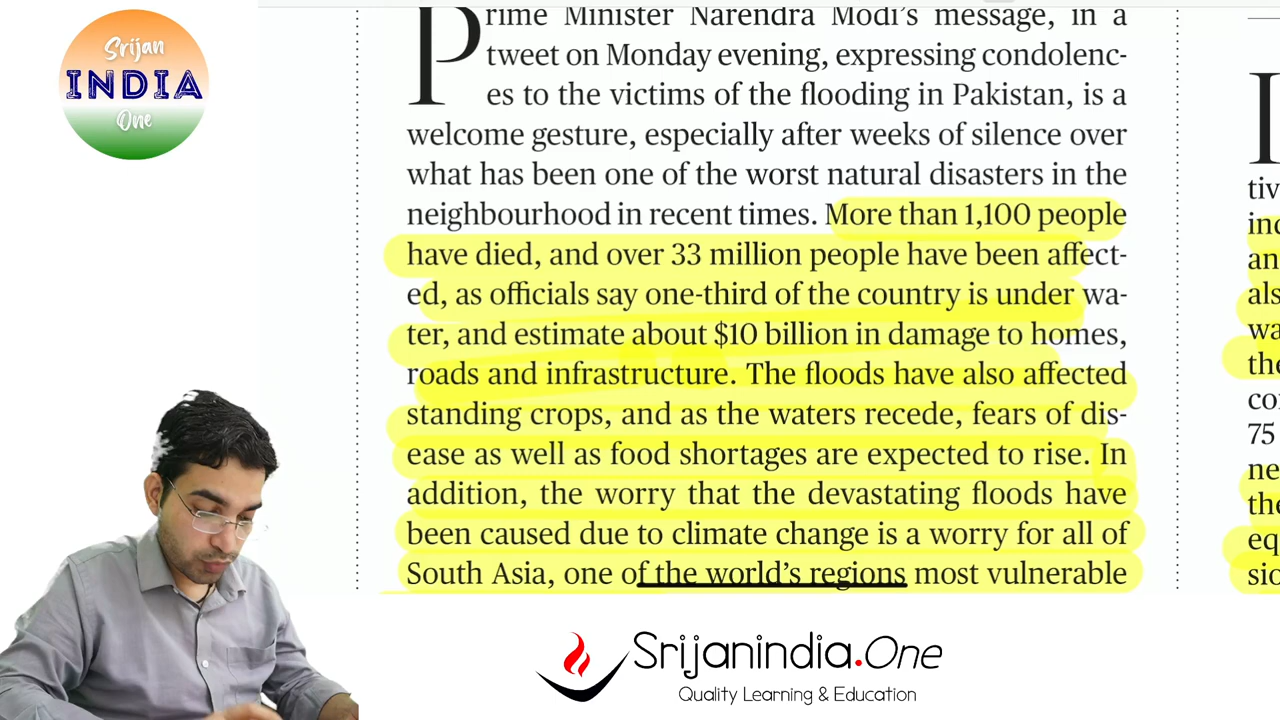 Srijan
INDIA
One
Prime Minister Narendra Modi's message, in a
tweet on Monday evening, expressing condolenc-
es to the victims of the flooding in Pakistan, is a
welcome gesture, especially after weeks of silence over
what has been one of the worst natural disasters in the
neighbourhood in recent times. More than 1,100 people
have died, and over 33 million people have been affect-
ed, as officials say one-third of the country is under wa-
ter, and estimate about $10 billion in damage to homes,
roads and infrastructure. The floods have also affected
standing crops, and as the waters recede, fears of dis-
ease as well as food shortages are expected to rise. In
addition, the worry that the devastating floods have
been caused due to climate change is a worry for all of
South Asia, one of the world's regions most vulnerable
75
Srijanindia.One
Quality Learning & Education